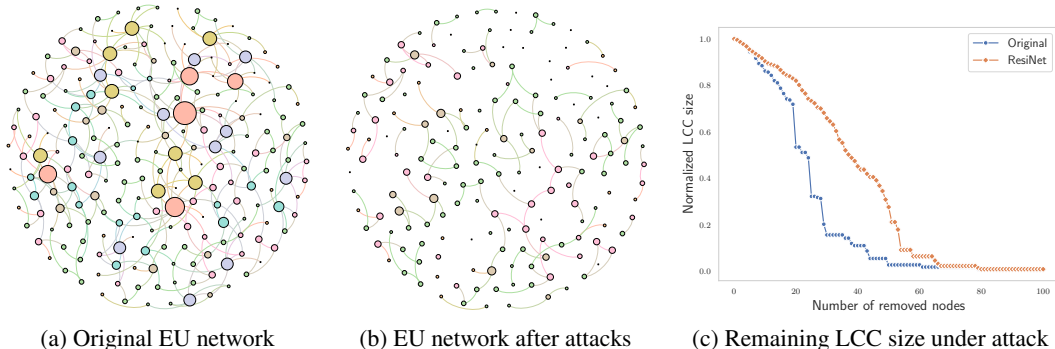 Original
ResiNet
Normalized LCC size
1.0
0.8
0.6
0.4
0.2
0.0
0 20 40 60 80 100
Number of removed nodes
(a) Original EU network (b) EU network after attacks (c) Remaining LCC size under attack